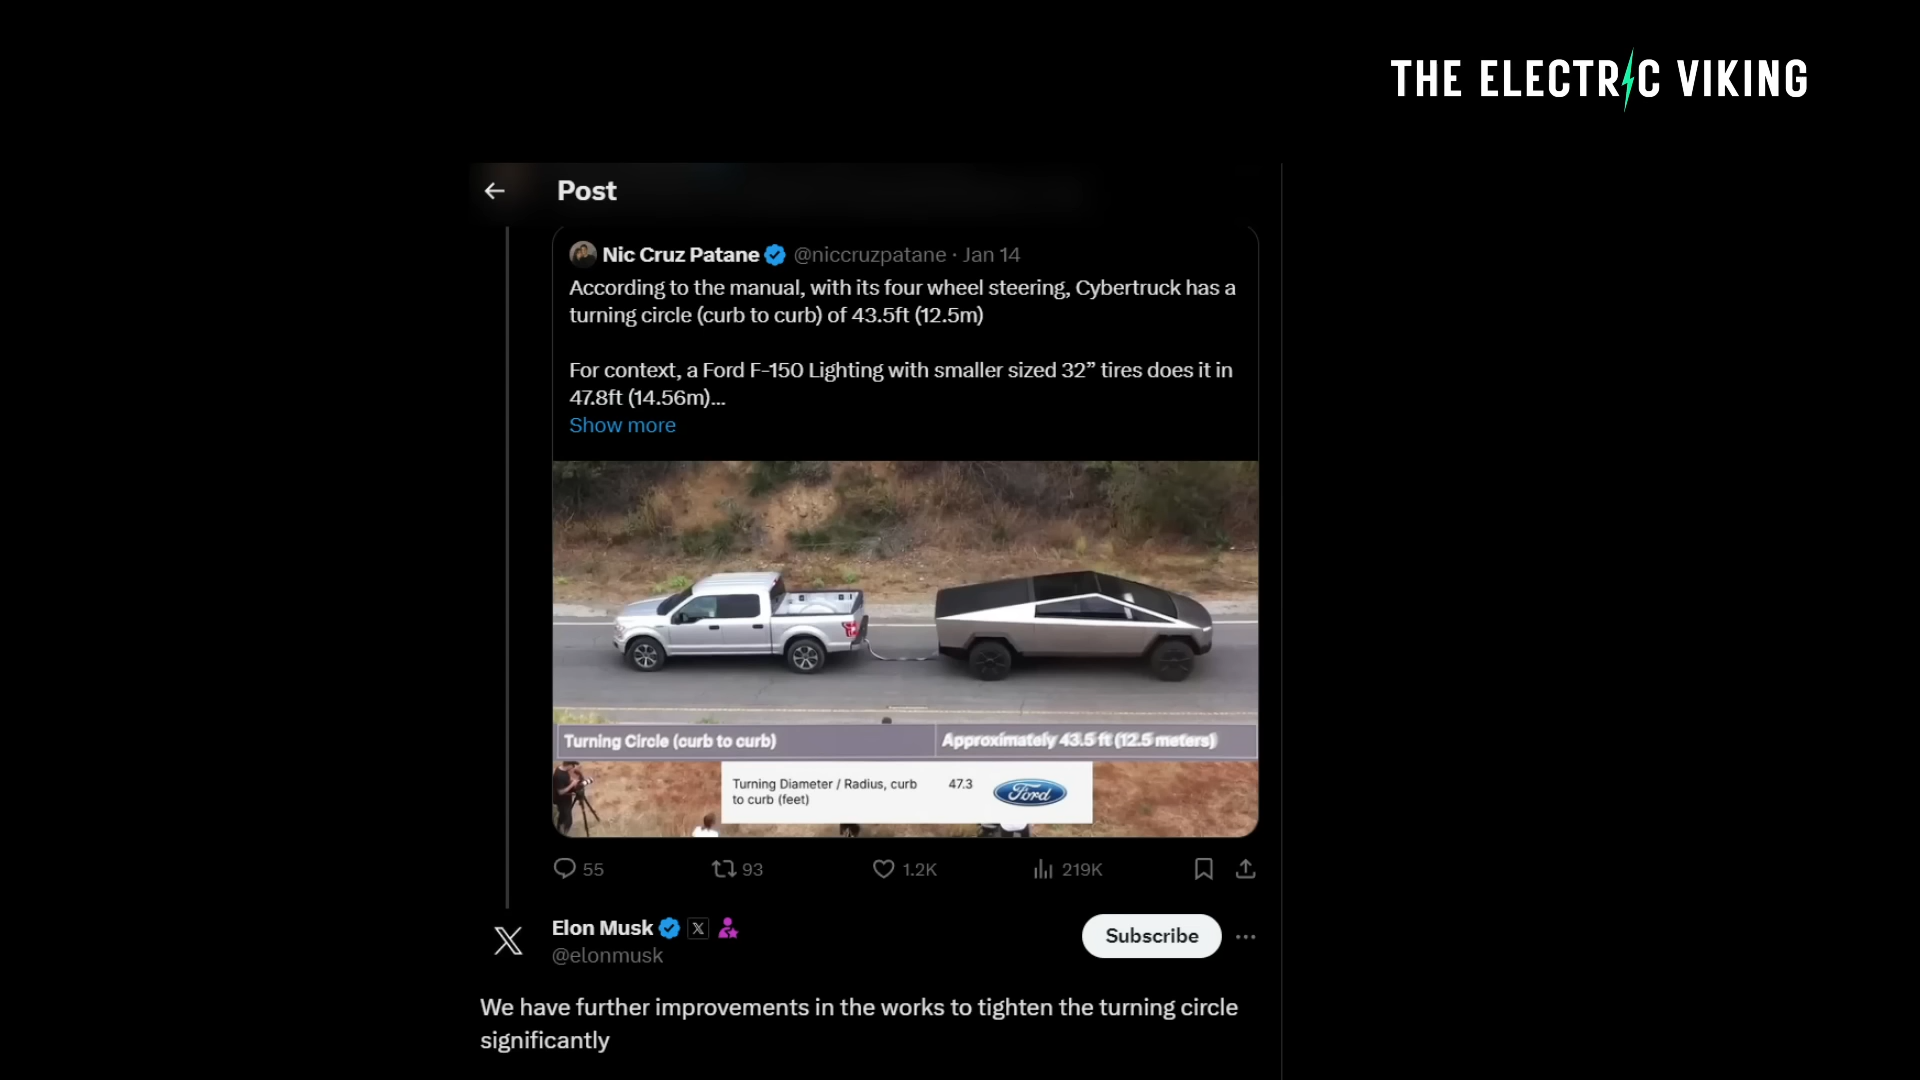 THE ELECTRIC VIKING
Post
Nic Cruz Patane @niccruzpatane · Jan 14
According to the manual, with its four wheel steering, Cybertruck has a
turning circle (curb to curb) of 43.5ft (12.5m)
For context, a Ford F-150 Lighting with smaller sized 32” tires does it in
47.8ft (14.56m)...
Show more
Turning Circle (curb to curb) Approximately 43.5 ft (12.5 meters)
Turning Diameter / Radius, curb 47.3
to curb (feet)
Ford
55 93 1.2K 219K
Elon Musk
@elonmusk
Subscribe
We have further improvements in the works to tighten the turning circle
significantly